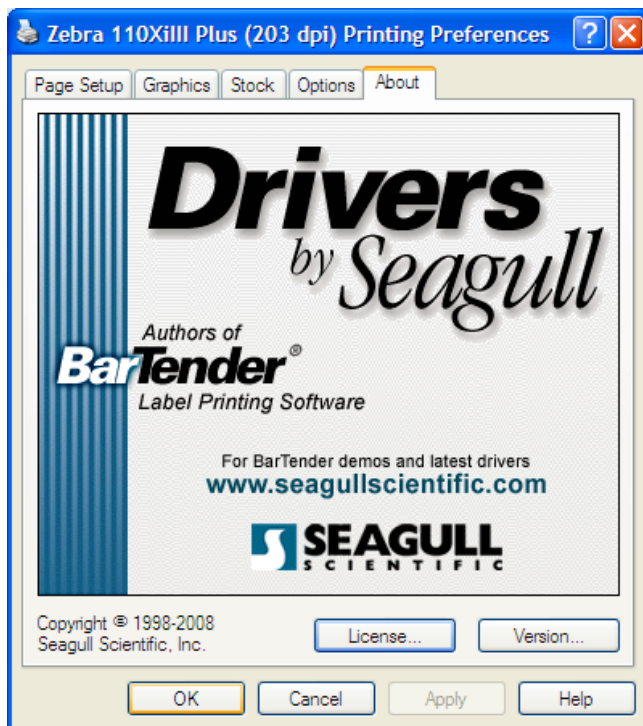 Zebra 110XiIII Plus (203 dpi) Printing Preferences
Page Setup Graphics Stock Options About
Drivers
by Seagull
Authors of
BarTender®
Label Printing Software
For BarTender demos and latest drivers
www.seagullscientific.com
SEAGULL
SCIENTIFIC
Copyright © 1998-2008
Seagull Scientific, Inc.
License... Version...
OK Cancel Apply Help